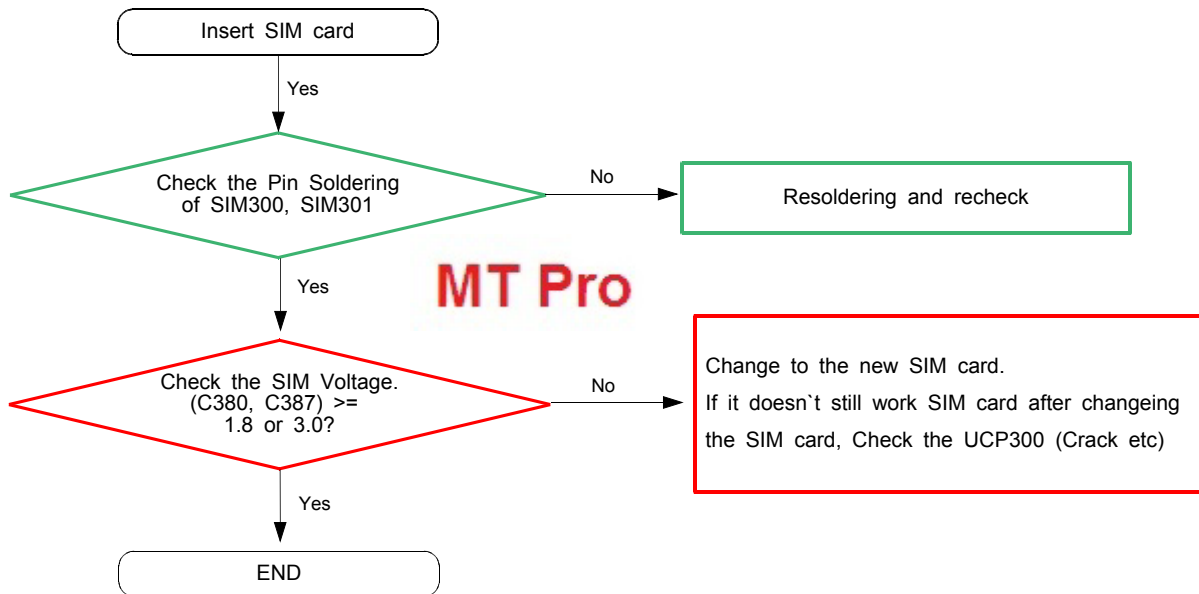 Insert SIM card
Yes
Check the Pin Soldering
of SIM300, SIM301
No
Resoldering and recheck
Yes
MT Pro
Check the SIM Voltage.
(C380, C387) >=
1.8 or 3.0?
No
Change to the new SIM card.
If it doesn`t still work SIM card after changeing
the SIM card, Check the UCP300 (Crack etc)
Yes
END